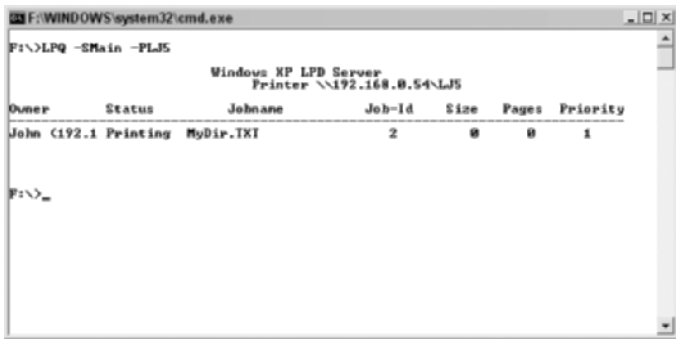 F:\WINDOWS\system32\cmd.exe
F:\>LPQ -SMain -PLJ5
Windows XP LPD Server
Printer \\192.168.0.54\LJ5
Owner Status Jobname Job-Id Size Pages Priority
John (192.1 Printing MyDir.TXT 2 0 0 1
F:\>_